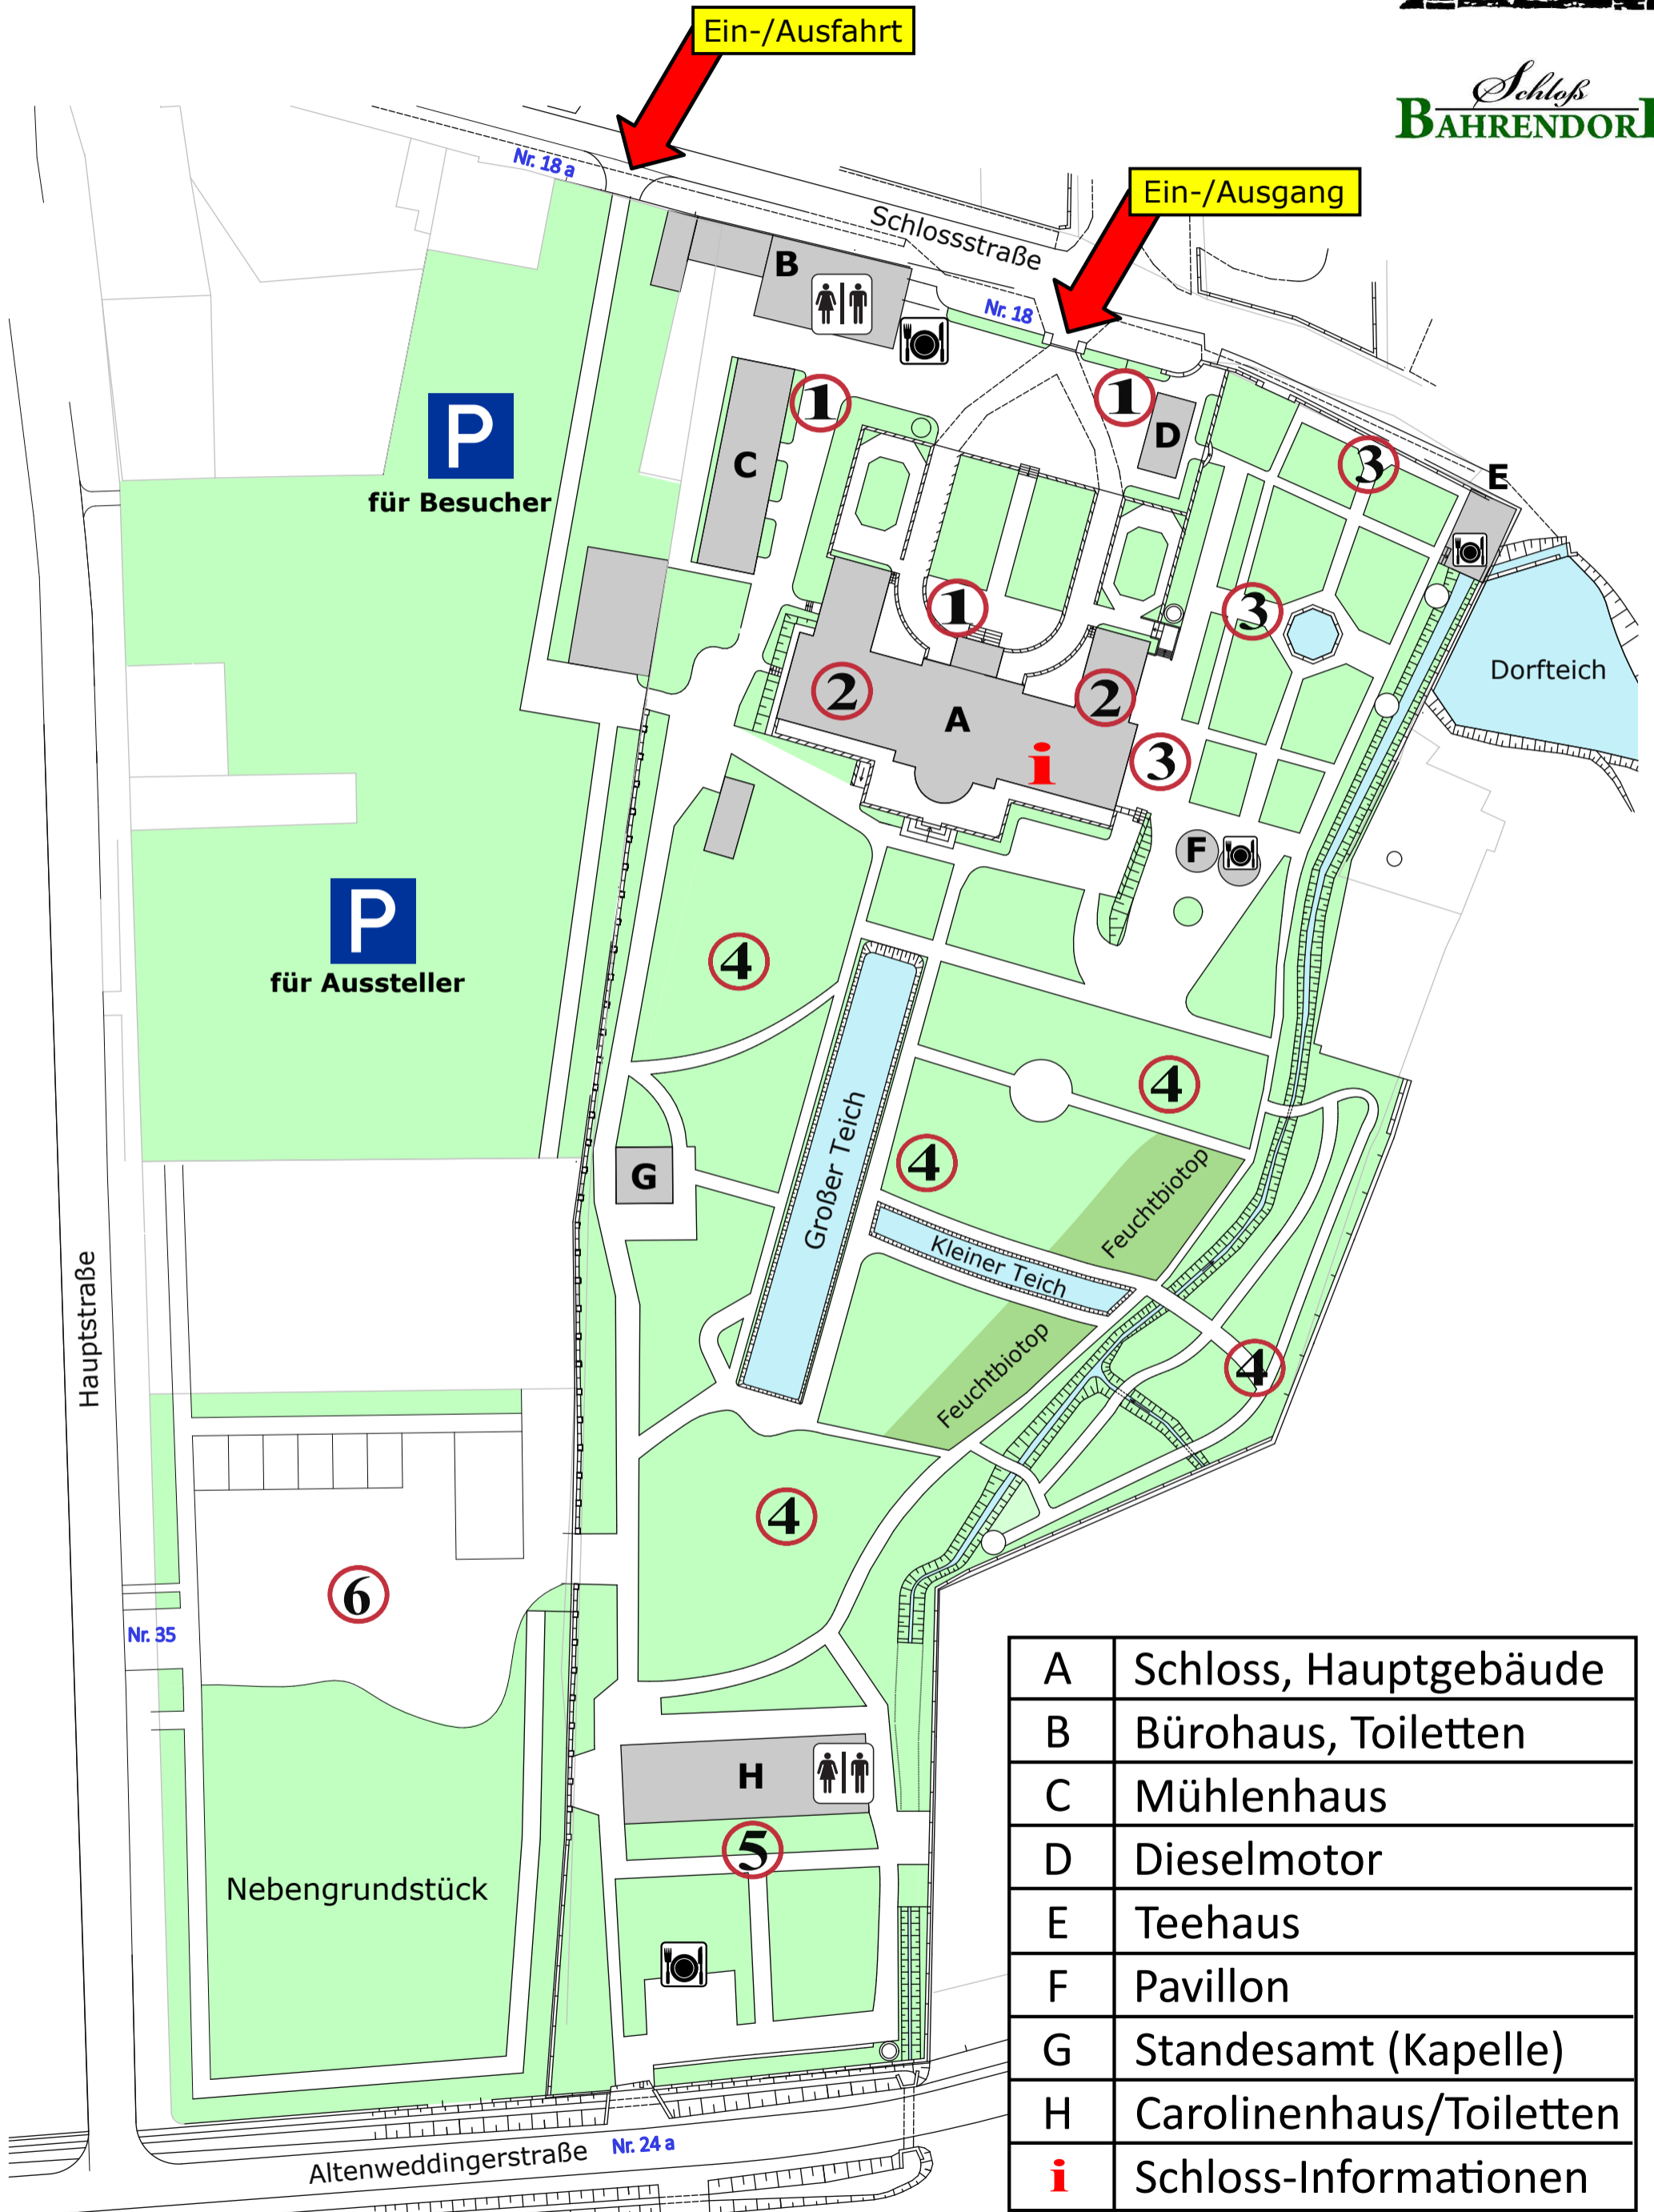 Ein-/Ausfahrt
Schloß
BAHRENDORF
Nr. 18 a
Ein-/Ausgang
Schlossstraße
B
Nr. 18
1
1
P
für Besucher
C
D
3
E
1
3
Dorfteich
2
A
2
i
3
F
P
für Aussteller
4
4
Großer Teich
4
Feuchtbiotop
G
Kleiner Teich
Hauptstraße
Feuchtbiotop
4
4
6
Nr. 35
H
5
Nebengrundstück
Altenweddingerstraße
Nr. 24 a
A Schloss, Hauptgebäude
B Bürohaus, Toiletten
C Mühlenhaus
D Dieselmotor
E Teehaus
F Pavillon
G Standesamt (Kapelle)
H Carolinenhaus/Toiletten
i Schloss-Informationen